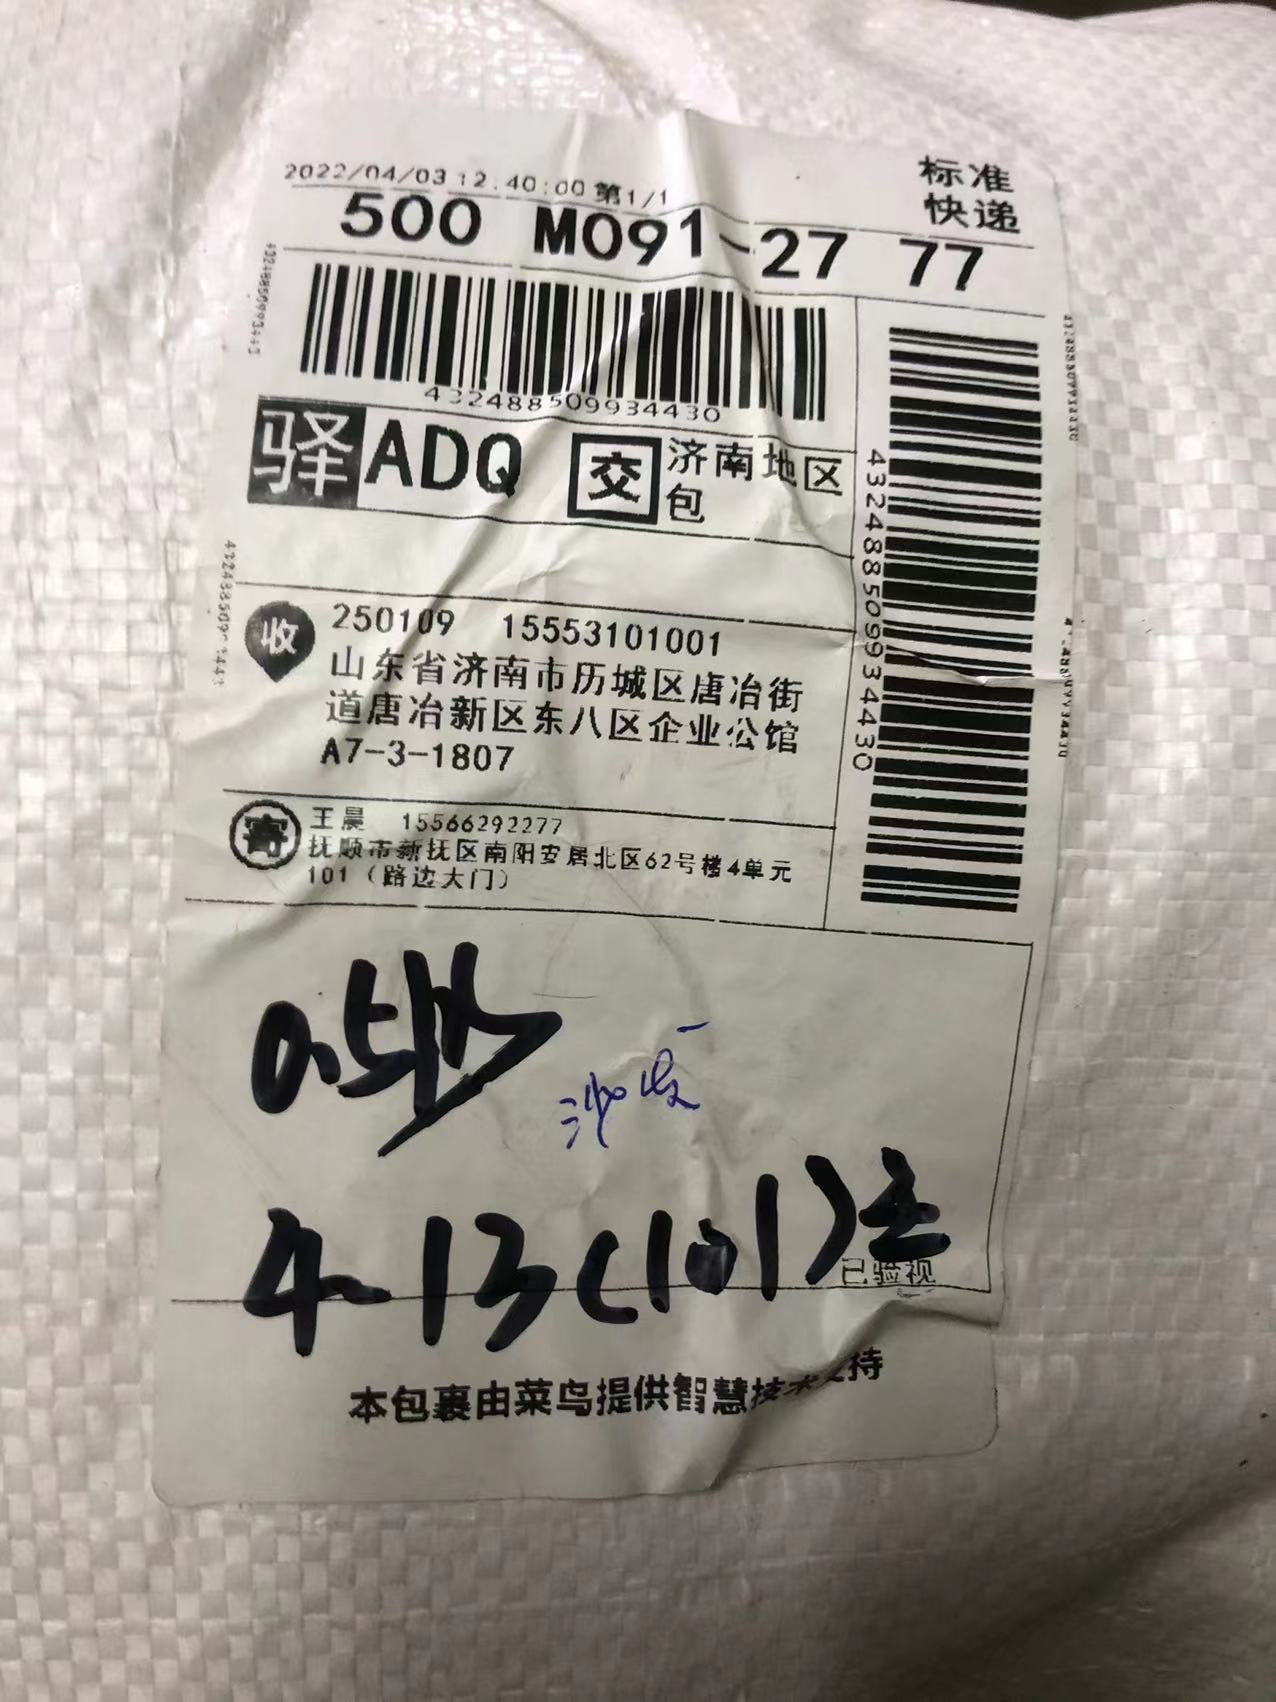 2022/04/03 12:40:00 第1/1
标准
快递
500 M091-27 77
432488509934430
驿 ADQ 交 济南地区
包
432488509934430
收 250109 15553101001
山东省济南市历城区唐冶街
道唐冶新区东八区企业公馆
A7-3-1807
寄 王晨 15566292277
抚顺市新抚区南阳安居北区62号楼4单元
101（路边大门）
4-13(101)
已验视
本包裹由菜鸟提供智慧技术支持